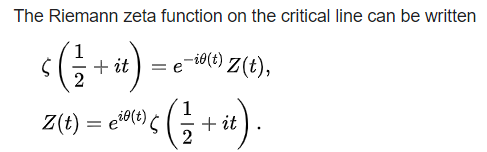 The Riemann zeta function on the critical line can be written
ζ(1/2 + it) = e^{-iθ(t)} Z(t),
Z(t) = e^{iθ(t)} ζ(1/2 + it).